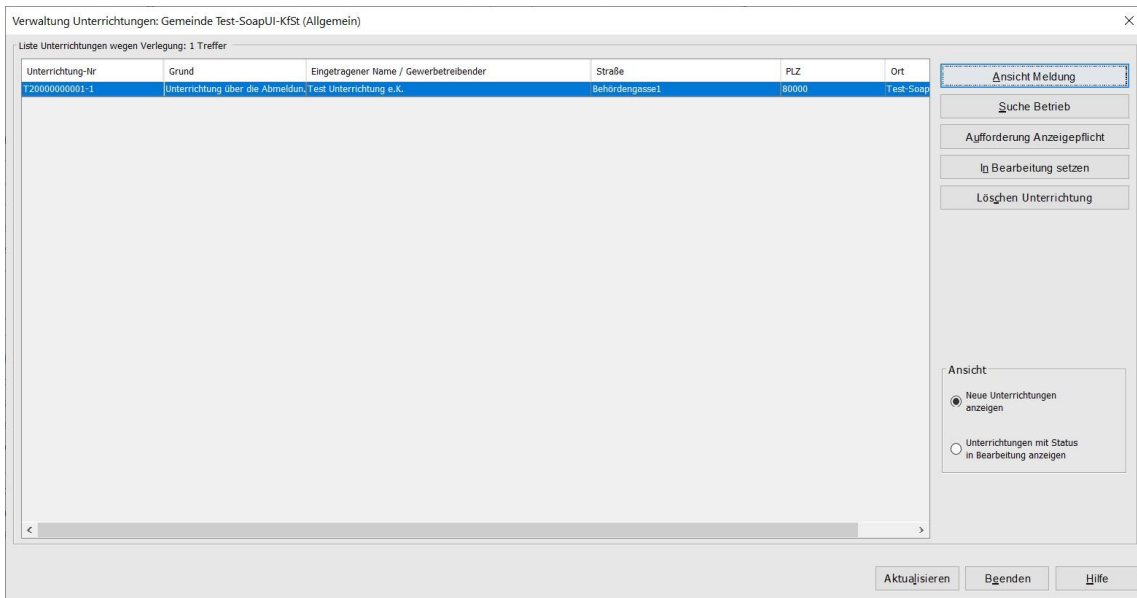 Verwaltung Unterrichtungen: Gemeinde Test-SoapUI-KfSt (Allgemein)
Liste Unterrichtungen wegen Verlegung: 1 Treffer
Unterrichtung-Nr Grund Eingetragener Name / Gewerbetreibender Straße PLZ Ort
T20000000001-1 Unterrichtung über die Abmeldun. Test Unterrichtung e.K. Behördengasse1 80000 Test-Soap
Ansicht Meldung
Suche Betrieb
Aufforderung Anzeigepflicht
In Bearbeitung setzen
Löschen Unterrichtung
Ansicht
Neue Unterrichtungen
anzeigen
Unterrichtungen mit Status
in Bearbeitung anzeigen
Aktualisieren Beenden Hilfe